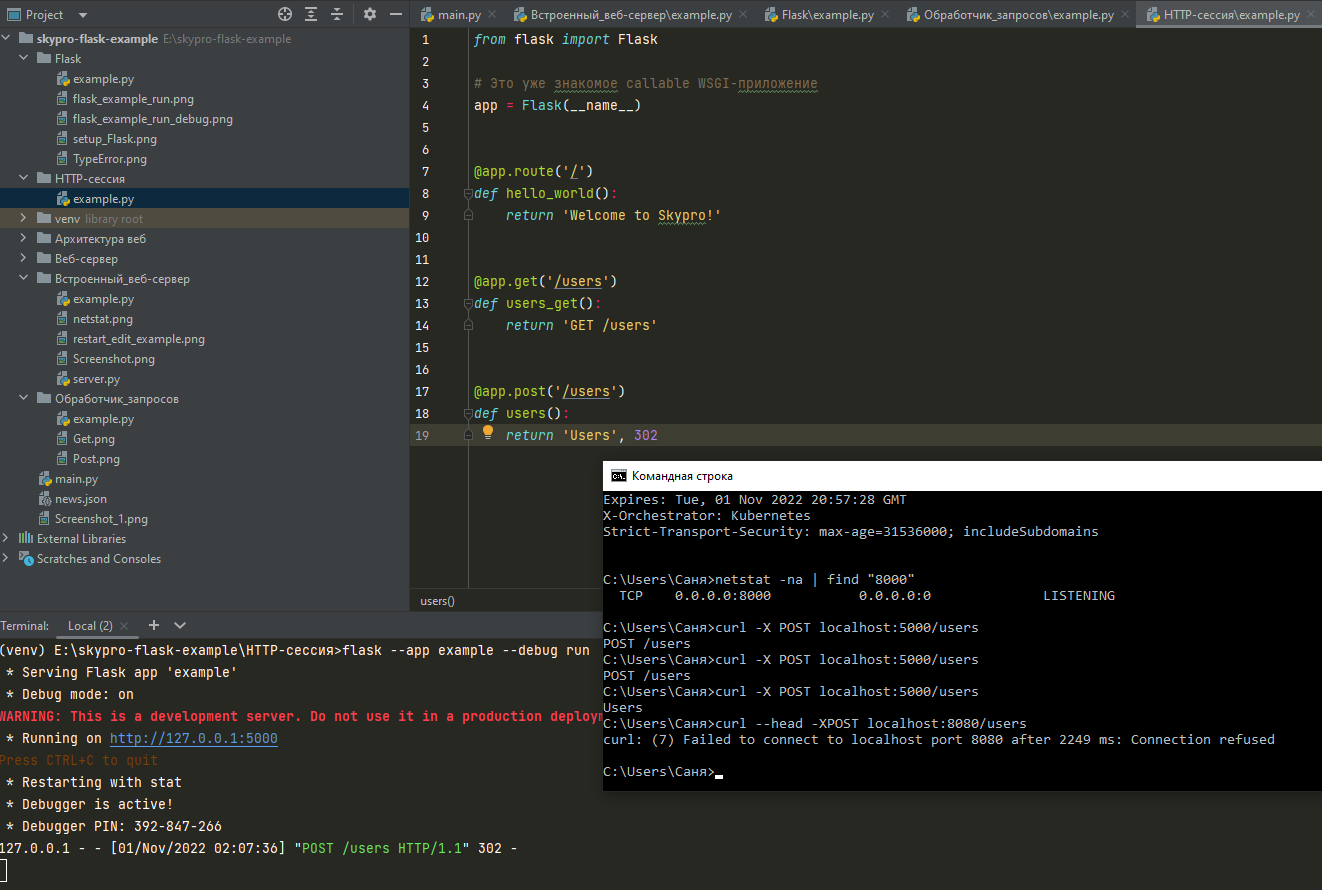 Project
main.py
Встроенный_веб-сервер\example.py
Flask\example.py
Обработчик_запросов\example.py
HTTP-сессия\example.py
skypro-flask-example E:\skypro-flask-example
Flask
example.py
flask_example_run.png
flask_example_run_debug.png
setup_Flask.png
TypeError.png
HTTP-сессия
example.py
venv library root
Архитектура веб
Веб-сервер
Встроенный_веб-сервер
example.py
netstat.png
restart_edit_example.png
Screenshot.png
server.py
Обработчик_запросов
example.py
Get.png
Post.png
main.py
news.json
Screenshot_1.png
External Libraries
Scratches and Consoles
1 from flask import Flask
2
3 # Это уже знакомое callable WSGI-приложение
4 app = Flask(__name__)
5
6
7 @app.route('/')
8 def hello_world():
9 return 'Welcome to Skypro!'
10
11
12 @app.get('/users')
13 def users_get():
14 return 'GET /users'
15
16
17 @app.post('/users')
18 def users():
19 return 'Users', 302
users()
Командная строка
Expires: Tue, 01 Nov 2022 20:57:28 GMT
X-Orchestrator: Kubernetes
Strict-Transport-Security: max-age=31536000; includeSubdomains
C:\Users\Саня>netstat -na | find "8000"
TCP 0.0.0.0:8000 0.0.0.0:0 LISTENING
C:\Users\Саня>curl -X POST localhost:5000/users
POST /users
C:\Users\Саня>curl -X POST localhost:5000/users
POST /users
C:\Users\Саня>curl -X POST localhost:5000/users
Users
C:\Users\Саня>curl --head -XPOST localhost:8080/users
curl: (7) Failed to connect to localhost port 8080 after 2249 ms: Connection refused
C:\Users\Саня>
Terminal: Local (2)
(venv) E:\skypro-flask-example\HTTP-сессия>flask --app example --debug run
* Serving Flask app 'example'
* Debug mode: on
WARNING: This is a development server. Do not use it in a production deploym
* Running on http://127.0.0.1:5000
Press CTRL+C to quit
* Restarting with stat
* Debugger is active!
* Debugger PIN: 392-847-266
127.0.0.1 - - [01/Nov/2022 02:07:36] "POST /users HTTP/1.1" 302 -